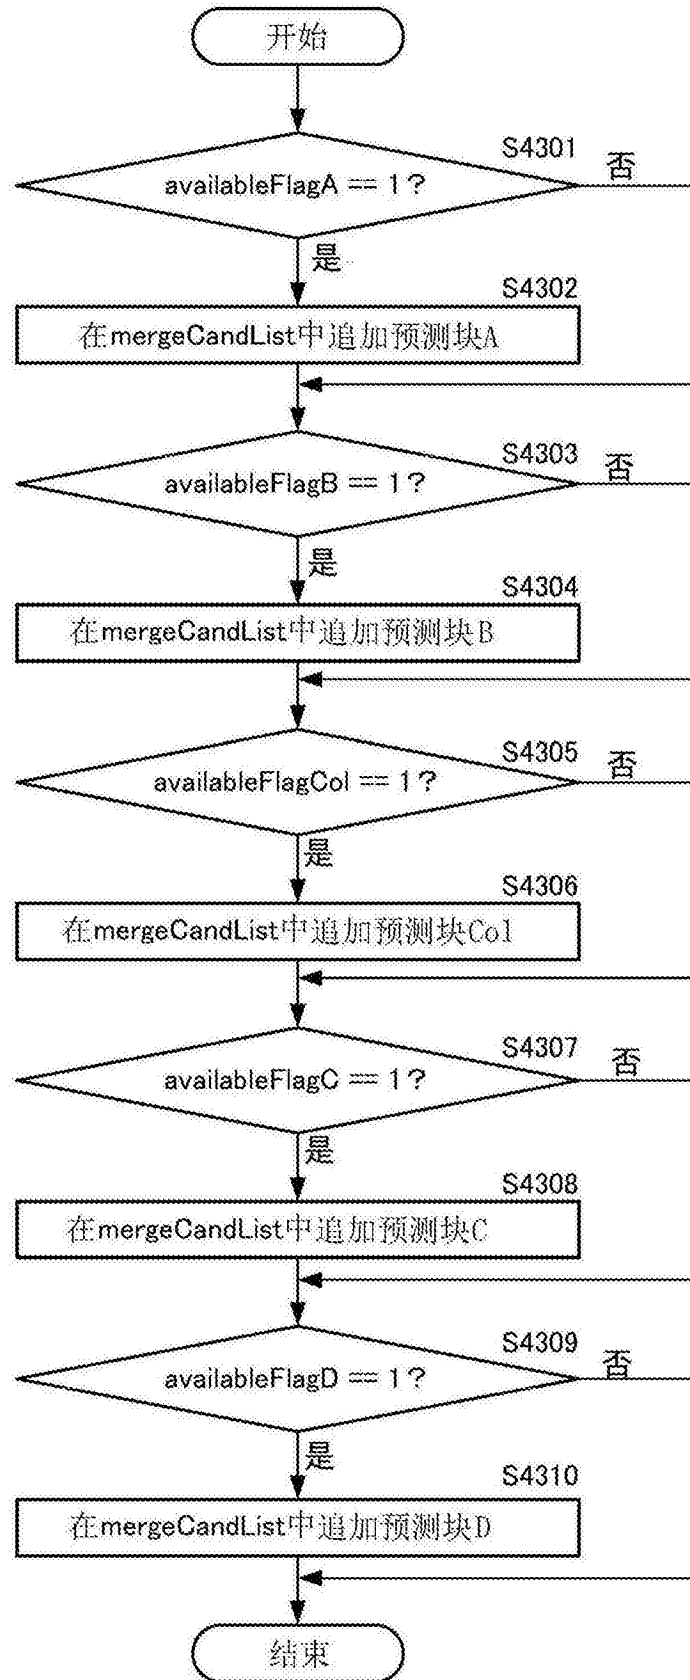 开始
S4301
availableFlagA == 1?
否
是
S4302
在mergeCandList中追加预测块A
S4303
availableFlagB == 1?
否
是
S4304
在mergeCandList中追加预测块B
S4305
availableFlagCol == 1?
否
是
S4306
在mergeCandList中追加预测块Col
S4307
availableFlagC == 1?
否
是
S4308
在mergeCandList中追加预测块C
S4309
availableFlagD == 1?
否
是
S4310
在mergeCandList中追加预测块D
结束